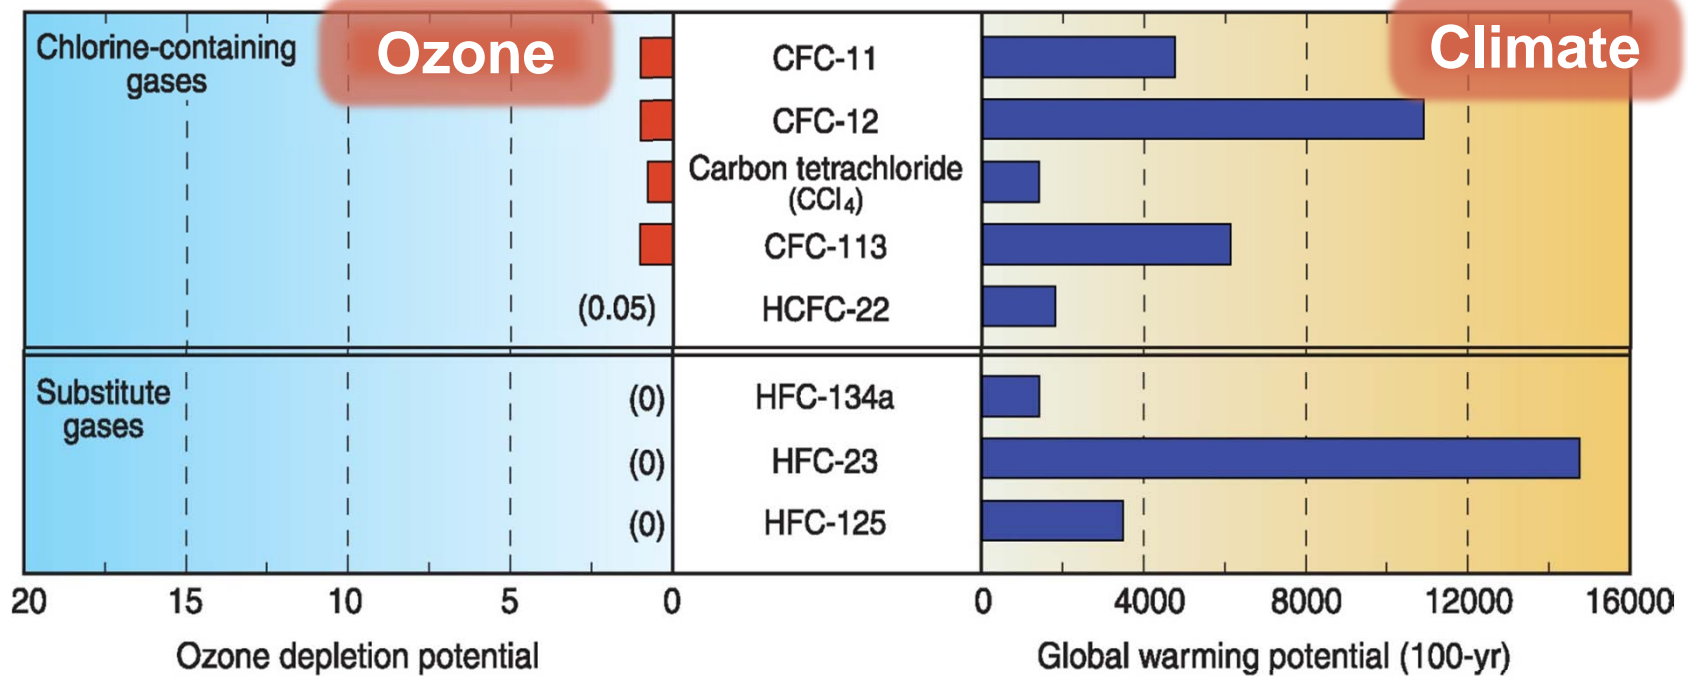 Chlorine-containing
gases
Ozone
Climate
CFC-11
CFC-12
Carbon tetrachloride
(CCl₄)
CFC-113
(0.05)
HCFC-22
Substitute
gases
(0)
HFC-134a
(0)
HFC-23
(0)
HFC-125
20 15 10 5 0
0 4000 8000 12000 16000
Ozone depletion potential
Global warming potential (100-yr)